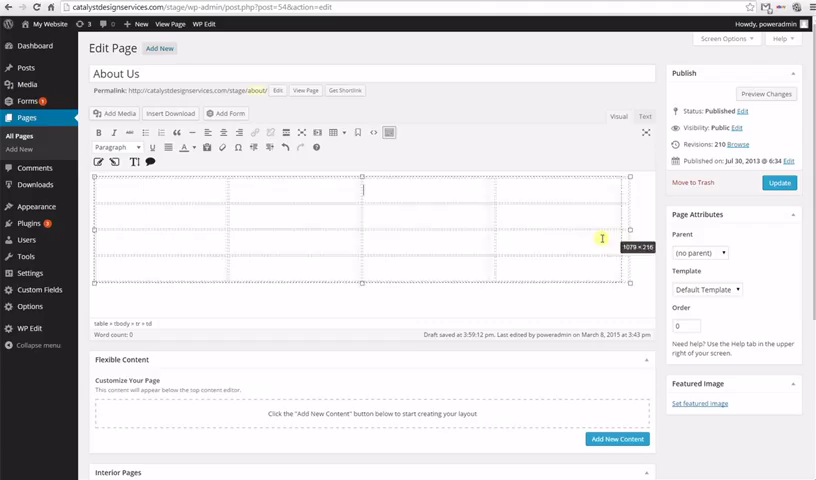 catalystdesignservices.com/stage/wp-admin/post.php?post=54&action=edit
My Website 3 0 New View Page WP Edit
Howdy, poweradmin
Dashboard
Posts
Media
Forms 1
Pages
All Pages
Add New
Comments
Downloads
Appearance
Plugins 3
Users
Tools
Settings
Custom Fields
Options
WP Edit
Collapse menu
Screen Options Help
Edit Page Add New
About Us
Permalink: http://catalystdesignservices.com/stage/about/ Edit View Page Get Shortlink
Add Media Insert Download Add Form
Visual Text
Paragraph
1079 × 216
table » tbody » tr » td
Word count: 0
Draft saved at 3:59:12 pm. Last edited by poweradmin on March 8, 2015 at 3:43 pm
Flexible Content
Customize Your Page
This content will appear below the top content editor.
Click the "Add New Content" button below to start creating your layout
Add New Content
Interior Pages
Publish
Preview Changes
Status: Published Edit
Visibility: Public Edit
Revisions: 210 Browse
Published on: Jul 30, 2013 @ 6:34 Edit
Move to Trash
Update
Page Attributes
Parent
(no parent)
Template
Default Template
Order
0
Need help? Use the Help tab in the upper
right of your screen.
Featured Image
Set featured image